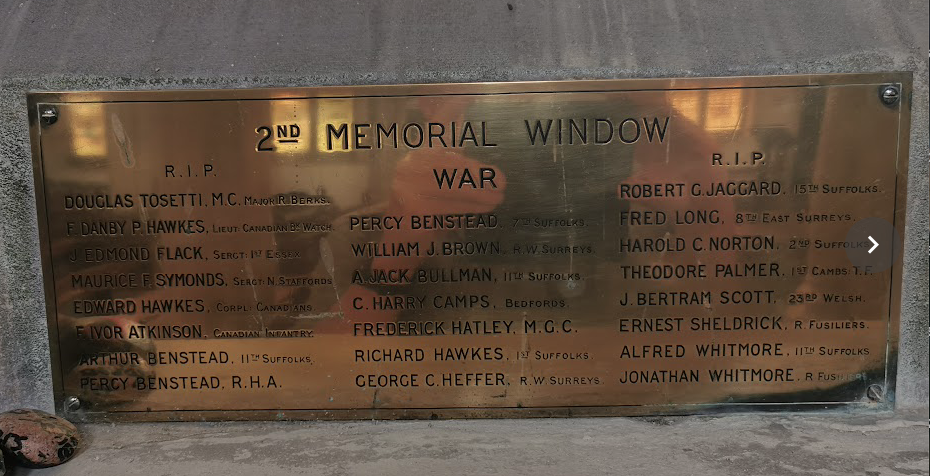 2ND MEMORIAL WINDOW
WAR
R.I.P.
DOUGLAS TOSETTI, M.C. MAJOR R. BERKS.
F. DANBY P. HAWKES, LIEUT. CANADIAN BK WATCH.
J. EDMOND FLACK, SERGT. 1ST ESSEX
MAURICE F. SYMONDS, SERGT. N. STAFFORDS
EDWARD HAWKES, CORPL. CANADIANS.
F. IVOR ATKINSON, CANADIAN INFANTRY.
ARTHUR BENSTEAD, 11TH SUFFOLKS.
PERCY BENSTEAD, R.H.A.
PERCY BENSTEAD, 7TH SUFFOLKS.
WILLIAM J. BROWN, R.W. SURREYS.
A. JACK BULLMAN, 11TH SUFFOLKS.
C. HARRY CAMPS, BEDFORDS.
FREDERICK HATLEY, M.G.C.
RICHARD HAWKES, 1ST SUFFOLKS.
GEORGE C. HEFFER, R.W. SURREYS.
R.I.P.
ROBERT G. JAGGARD, 15TH SUFFOLKS.
FRED LONG, 8TH EAST SURREYS.
HAROLD C. NORTON, 2ND SUFFOLKS
THEODORE PALMER, 1ST CAMBS: T.F.
J. BERTRAM SCOTT, 23RD WELSH.
ERNEST SHELDRICK, R FUSILIERS.
ALFRED WHITMORE, 11TH SUFFOLKS
JONATHAN WHITMORE, R FUSILIERS